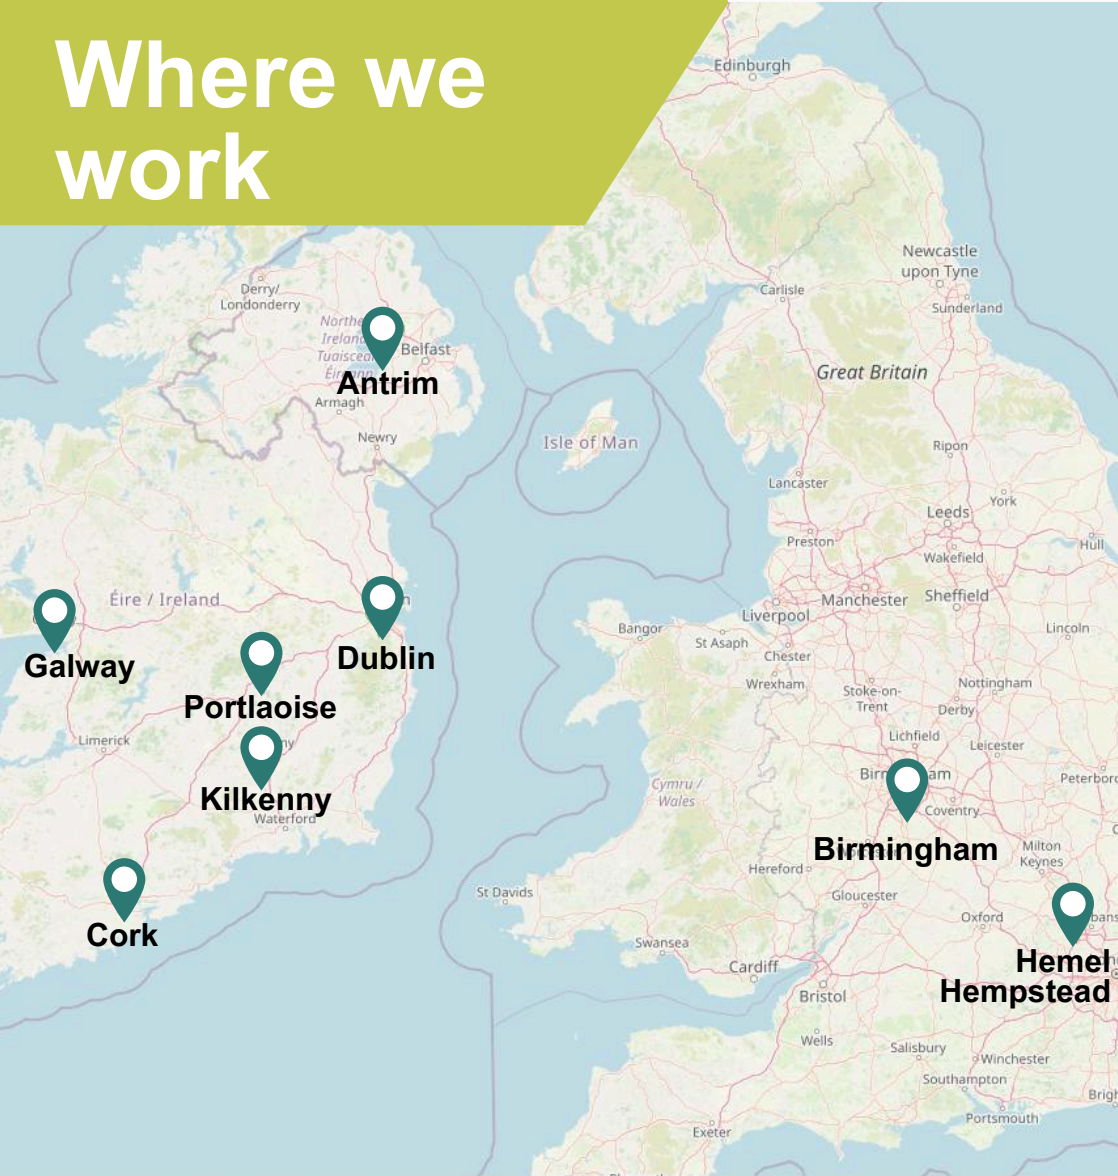 Where we
work
Edinburgh
Newcastle
upon Tyne
Carlisle
Sunderland
Derry/
Londonderry
Belfast
Antrim
Armagh
Newry
Great Britain
Isle of Man
Ripon
Lancaster
York
Leeds
Preston
Hull
Wakefield
Éire / Ireland
Manchester
Sheffield
Liverpool
Bangor
St Asaph
Lincoln
Chester
Galway
Dublin
Portlaoise
Wrexham
Stoke-on-
Trent
Nottingham
Derby
Limerick
Lichfield
Leicester
Kilkenny
Waterford
Cymru /
Wales
Coventry
Birmingham
Milton
Keynes
Hereford
St Davids
Gloucester
Oxford
Cork
Swansea
Cardiff
Hemel
Hempstead
Bristol
Wells
Salisbury
Winchester
Southampton
Portsmouth
Exeter